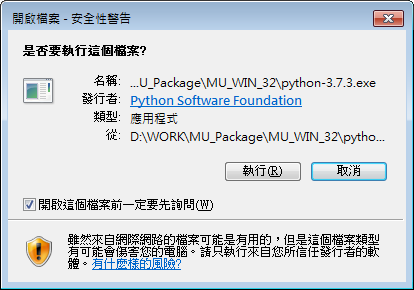 開啟檔案 - 安全性警告
是否要執行這個檔案?
名稱: ...U_Package\MU_WIN_32\python-3.7.3.exe
發行者: Python Software Foundation
類型: 應用程式
從: D:\WORK\MU_Package\MU_WIN_32\pytho...
執行(R) 取消
開啟這個檔案前一定要先詢問(W)
雖然來自網際網路的檔案可能是有用的，但是這個檔案類型
有可能會傷害您的電腦。請只執行來自您所信任發行者的軟
體。有什麼樣的風險?